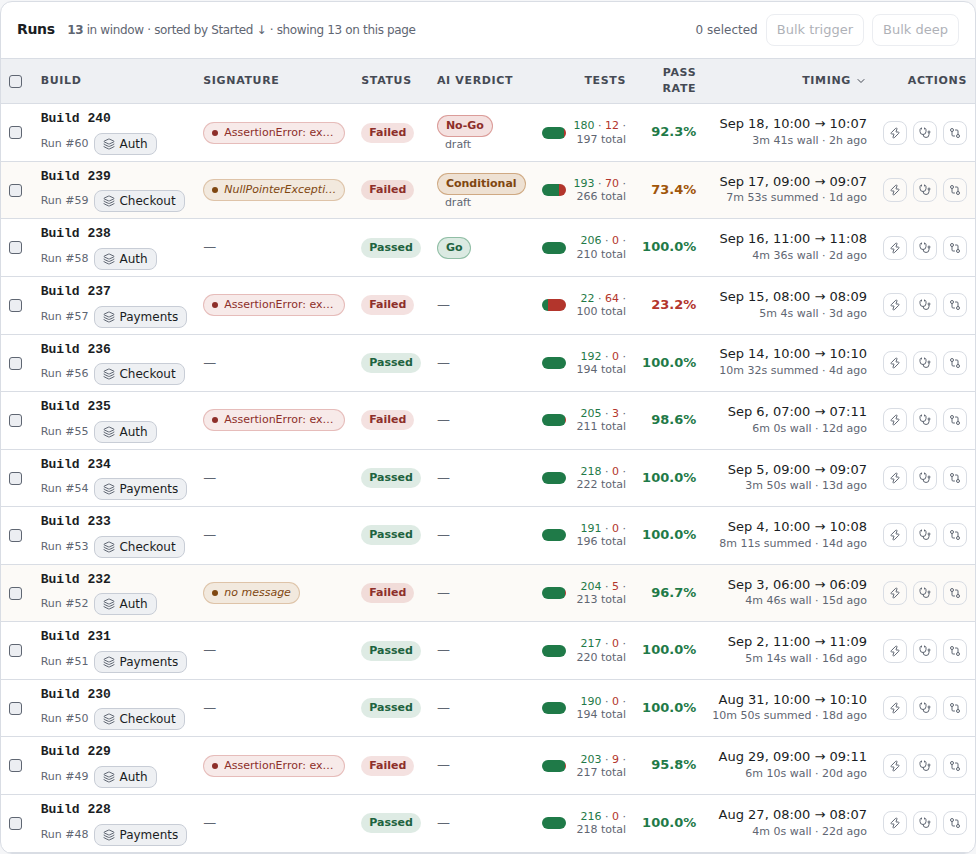 Runs 13 in window · sorted by Started ↓ · showing 13 on this page 0 selected Bulk trigger Bulk deep
BUILD SIGNATURE STATUS AI VERDICT TESTS PASS RATE TIMING ACTIONS
Build 240
Run #60 Auth
AssertionError: ex…
Failed
No-Go
draft
180 · 12 ·
197 total
92.3%
Sep 18, 10:00 → 10:07
3m 41s wall · 2h ago
Build 239
Run #59 Checkout
NullPointerExcepti…
Failed
Conditional
draft
193 · 70 ·
266 total
73.4%
Sep 17, 09:00 → 09:07
7m 53s summed · 1d ago
Build 238
Run #58 Auth
—
Passed
Go
206 · 0 ·
210 total
100.0%
Sep 16, 11:00 → 11:08
4m 36s wall · 2d ago
Build 237
Run #57 Payments
AssertionError: ex…
Failed
—
22 · 64 ·
100 total
23.2%
Sep 15, 08:00 → 08:09
5m 4s wall · 3d ago
Build 236
Run #56 Checkout
—
Passed
—
192 · 0 ·
194 total
100.0%
Sep 14, 10:00 → 10:10
10m 32s summed · 4d ago
Build 235
Run #55 Auth
AssertionError: ex…
Failed
—
205 · 3 ·
211 total
98.6%
Sep 6, 07:00 → 07:11
6m 0s wall · 12d ago
Build 234
Run #54 Payments
—
Passed
—
218 · 0 ·
222 total
100.0%
Sep 5, 09:00 → 09:07
3m 50s wall · 13d ago
Build 233
Run #53 Checkout
—
Passed
—
191 · 0 ·
196 total
100.0%
Sep 4, 10:00 → 10:08
8m 11s summed · 14d ago
Build 232
Run #52 Auth
no message
Failed
—
204 · 5 ·
213 total
96.7%
Sep 3, 06:00 → 06:09
4m 46s wall · 15d ago
Build 231
Run #51 Payments
—
Passed
—
217 · 0 ·
220 total
100.0%
Sep 2, 11:00 → 11:09
5m 14s wall · 16d ago
Build 230
Run #50 Checkout
—
Passed
—
190 · 0 ·
194 total
100.0%
Aug 31, 10:00 → 10:10
10m 50s summed · 18d ago
Build 229
Run #49 Auth
AssertionError: ex…
Failed
—
203 · 9 ·
217 total
95.8%
Aug 29, 09:00 → 09:11
6m 10s wall · 20d ago
Build 228
Run #48 Payments
—
Passed
—
216 · 0 ·
218 total
100.0%
Aug 27, 08:00 → 08:07
4m 0s wall · 22d ago